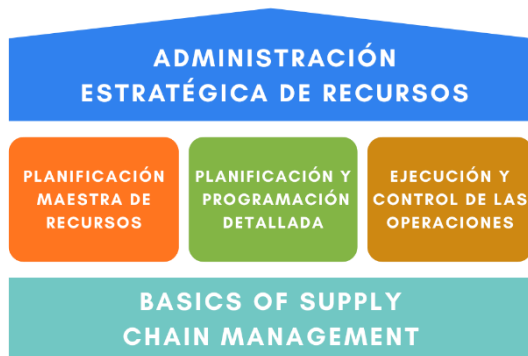 ADMINISTRACIÓN
ESTRATÉGICA DE RECURSOS
PLANIFICACIÓN
MAESTRA DE
RECURSOS
PLANIFICACIÓN Y
PROGRAMACIÓN
DETALLADA
EJECUCIÓN Y
CONTROL DE LAS
OPERACIONES
BASICS OF SUPPLY
CHAIN MANAGEMENT